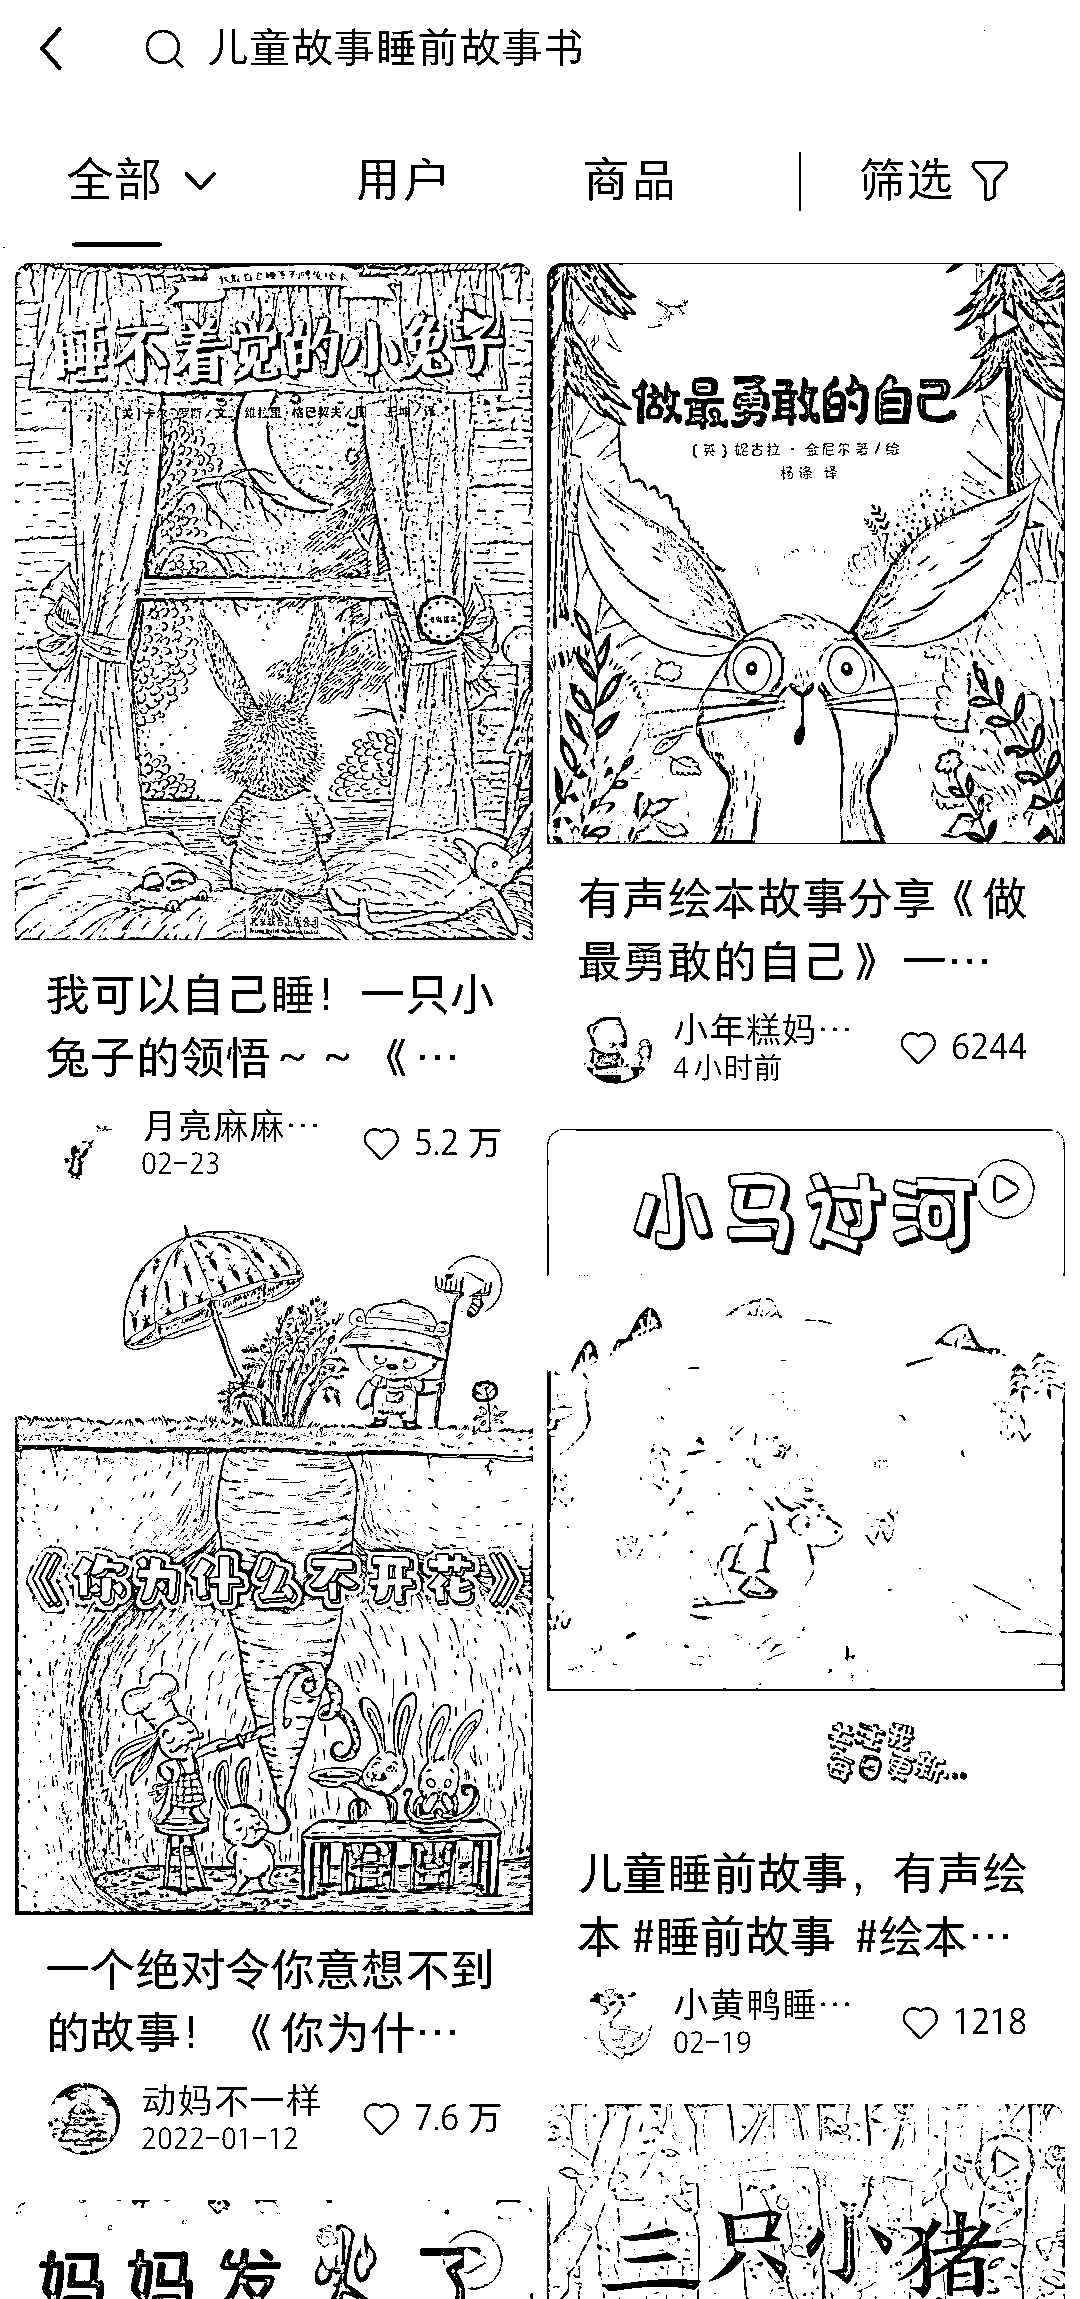 儿童故事睡前故事书
全部
用户
商品
筛选
睡不着觉的小兔子
我可以自己睡！一只小
兔子的领悟～～《…
月亮麻麻…
02-23
5.2 万
做最勇敢的自己
［英］妮古拉·金尼尔 著/绘
杨涤 译
有声绘本故事分享《做
最勇敢的自己》一…
小年糕妈…
4小时前
6244
《你为什么不开花》
一个绝对令你意想不到
的故事！《你为什…
动妈不一样
2022-01-12
7.6 万
小马过河
关注我
每日更新...
儿童睡前故事，有声绘
本 #睡前故事 #绘本…
小黄鸭睡…
02-19
1218
妈妈发火了
三只小猪